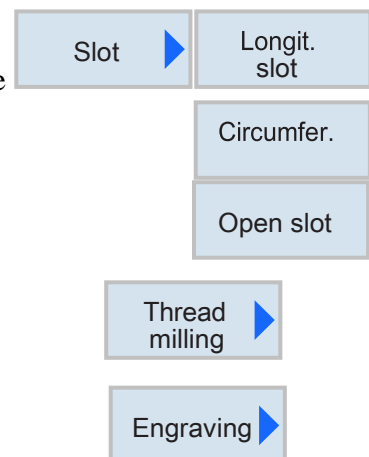 Slot
Longit.
slot
e
Circumfer.
Open slot
Thread
milling
Engraving